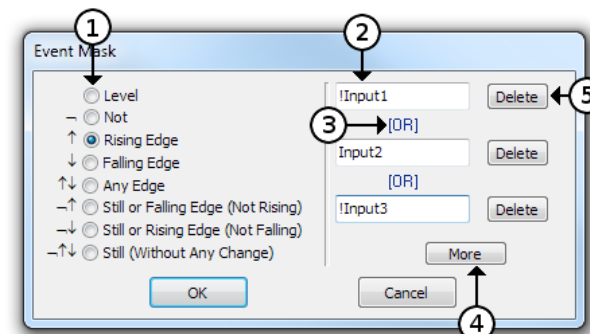 1
2
Event Mask
Level
¬ Not
↑ Rising Edge
↓ Falling Edge
↑↓ Any Edge
¬↑ Still or Falling Edge (Not Rising)
¬↓ Still or Rising Edge (Not Falling)
¬↑↓ Still (Without Any Change)
!Input1
Delete
5
3
[OR]
Input2
Delete
[OR]
!Input3
Delete
More
OK
Cancel
4